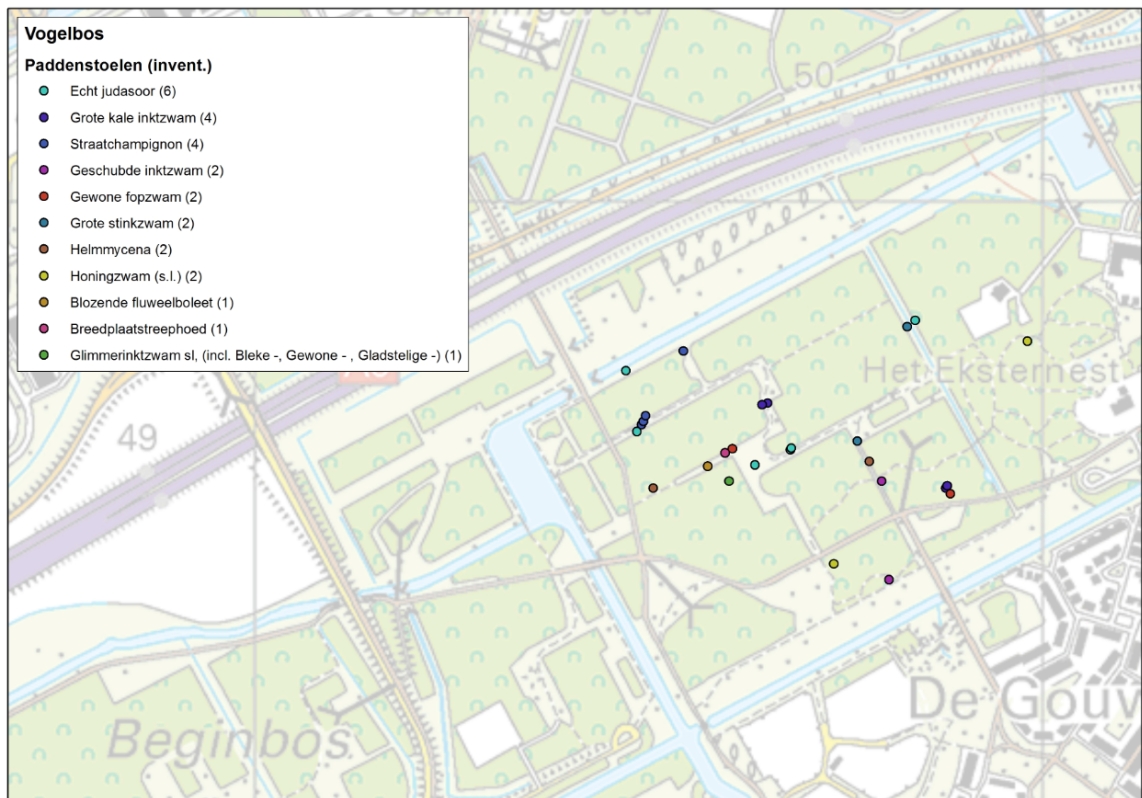 Vogelbos
Paddenstoelen (invent.)
Echt judasoor (6)
Grote kale inktzwam (4)
Straatchampignon (4)
Geschubde inktzwam (2)
Gewone fopzwam (2)
Grote stinkzwam (2)
Helmmycena (2)
Honingzwam (s.l.) (2)
Blozende fluweelboleet (1)
Breedplaatstreephoed (1)
Glimmerinktzwam sl, (incl. Bleke -, Gewone - , Gladstelige -) (1)
50
Het Eksternest
49
De Gouw
Beginbos